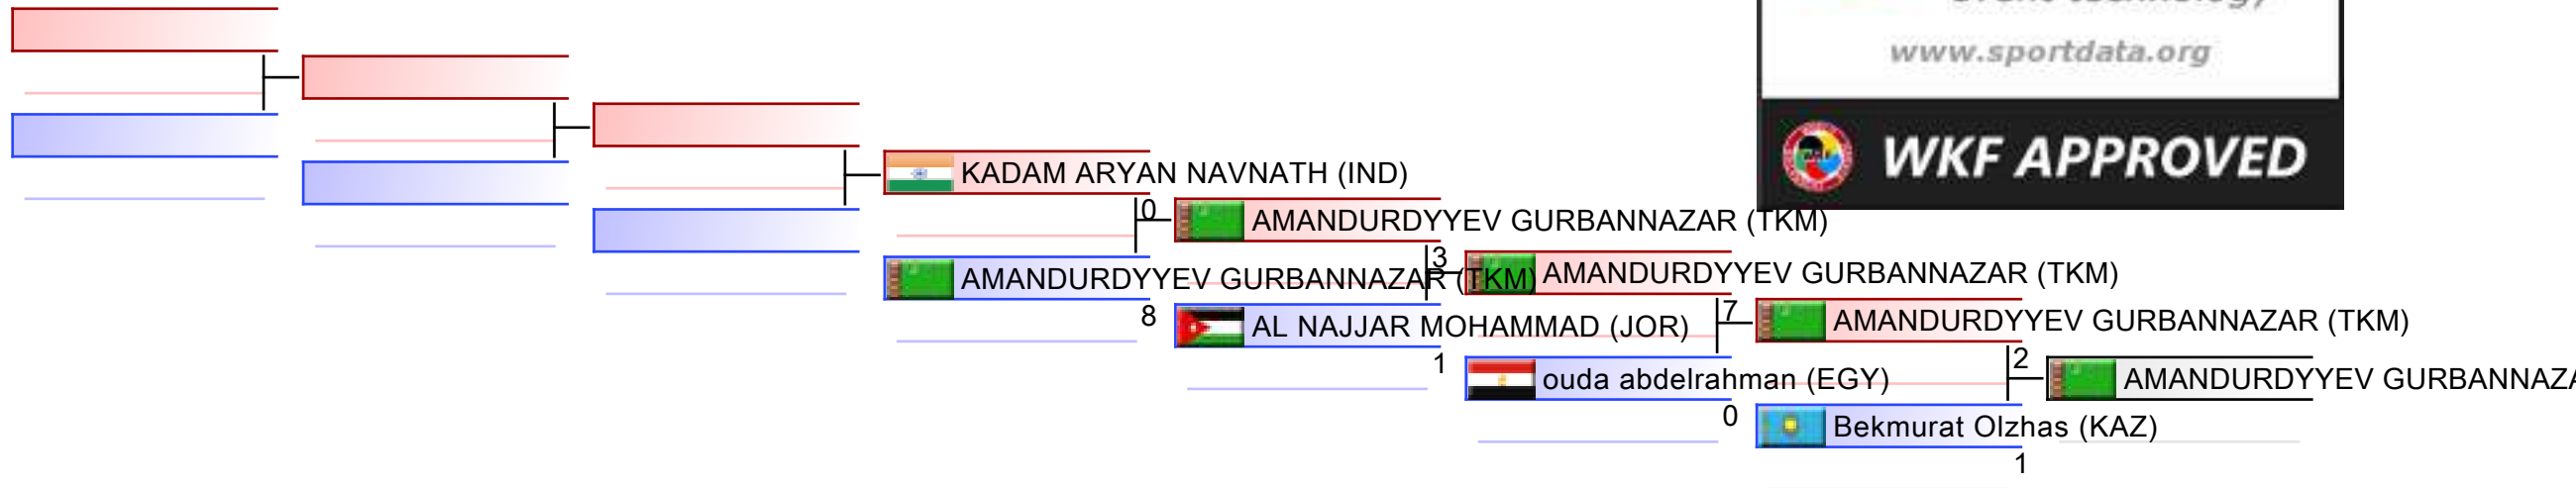 www.sportdata.org
WKF APPROVED
KADAM ARYAN NAVNATH (IND)
0
AMANDURDYYEV GURBANNAZAR (TKM)
8
AMANDURDYYEV GURBANNAZAR (TKM)
3
AL NAJJAR MOHAMMAD (JOR)
1
AMANDURDYYEV GURBANNAZAR (TKM)
7
ouda abdelrahman (EGY)
0
AMANDURDYYEV GURBANNAZAR (TKM)
2
Bekmurat Olzhas (KAZ)
1
AMANDURDYYEV